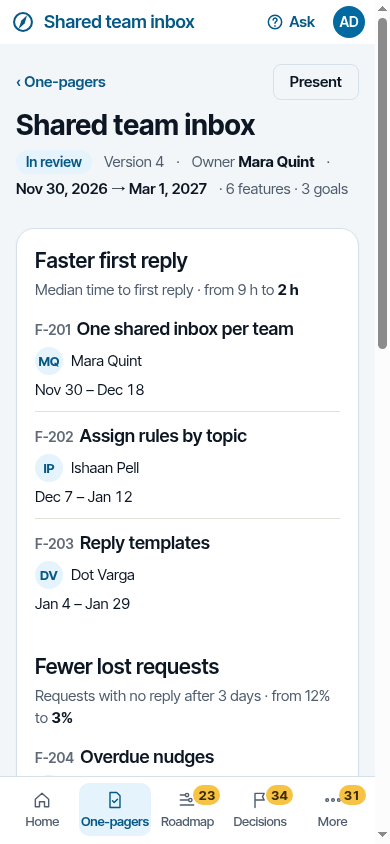 Shared team inbox
Ask
AD
‹ One-pagers
Present
Shared team inbox
In review Version 4 · Owner Mara Quint ·
Nov 30, 2026 → Mar 1, 2027 · 6 features · 3 goals
Faster first reply
Median time to first reply · from 9 h to 2 h
F-201 One shared inbox per team
MQ Mara Quint
Nov 30 – Dec 18
F-202 Assign rules by topic
IP Ishaan Pell
Dec 7 – Jan 12
F-203 Reply templates
DV Dot Varga
Jan 4 – Jan 29
Fewer lost requests
Requests with no reply after 3 days · from 12%
to 3%
F-204 Overdue nudges
Home
One-pagers
23
Roadmap
34
Decisions
31
More